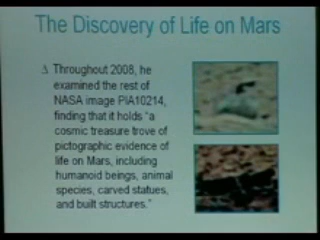 The Discovery of Life on Mars
Δ Throughout 2008, he
examined the rest of
NASA image PIA10214,
finding that it holds “a
cosmic treasure trove of
pictographic evidence of
life on Mars, including
humanoid beings, animal
species, carved statues,
and built structures.”